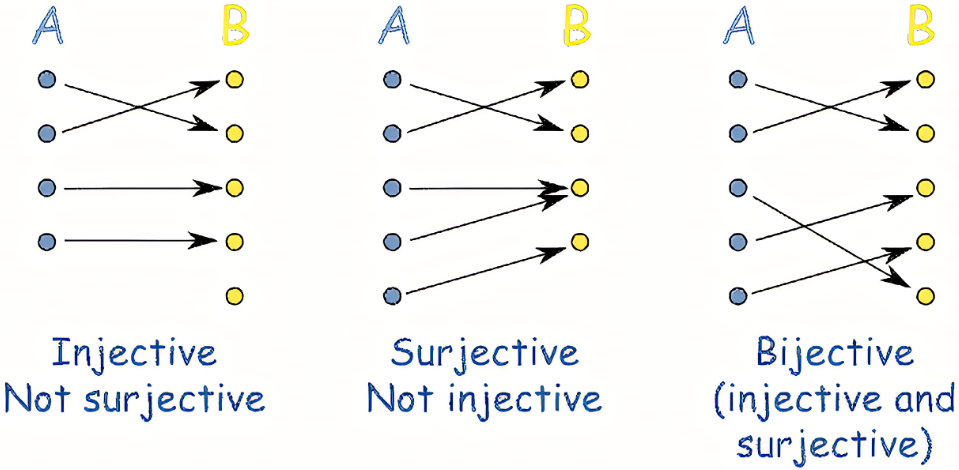 A B
A B
A B
Injective
Not surjective
Surjective
Not injective
Bijective
(injective and
surjective)